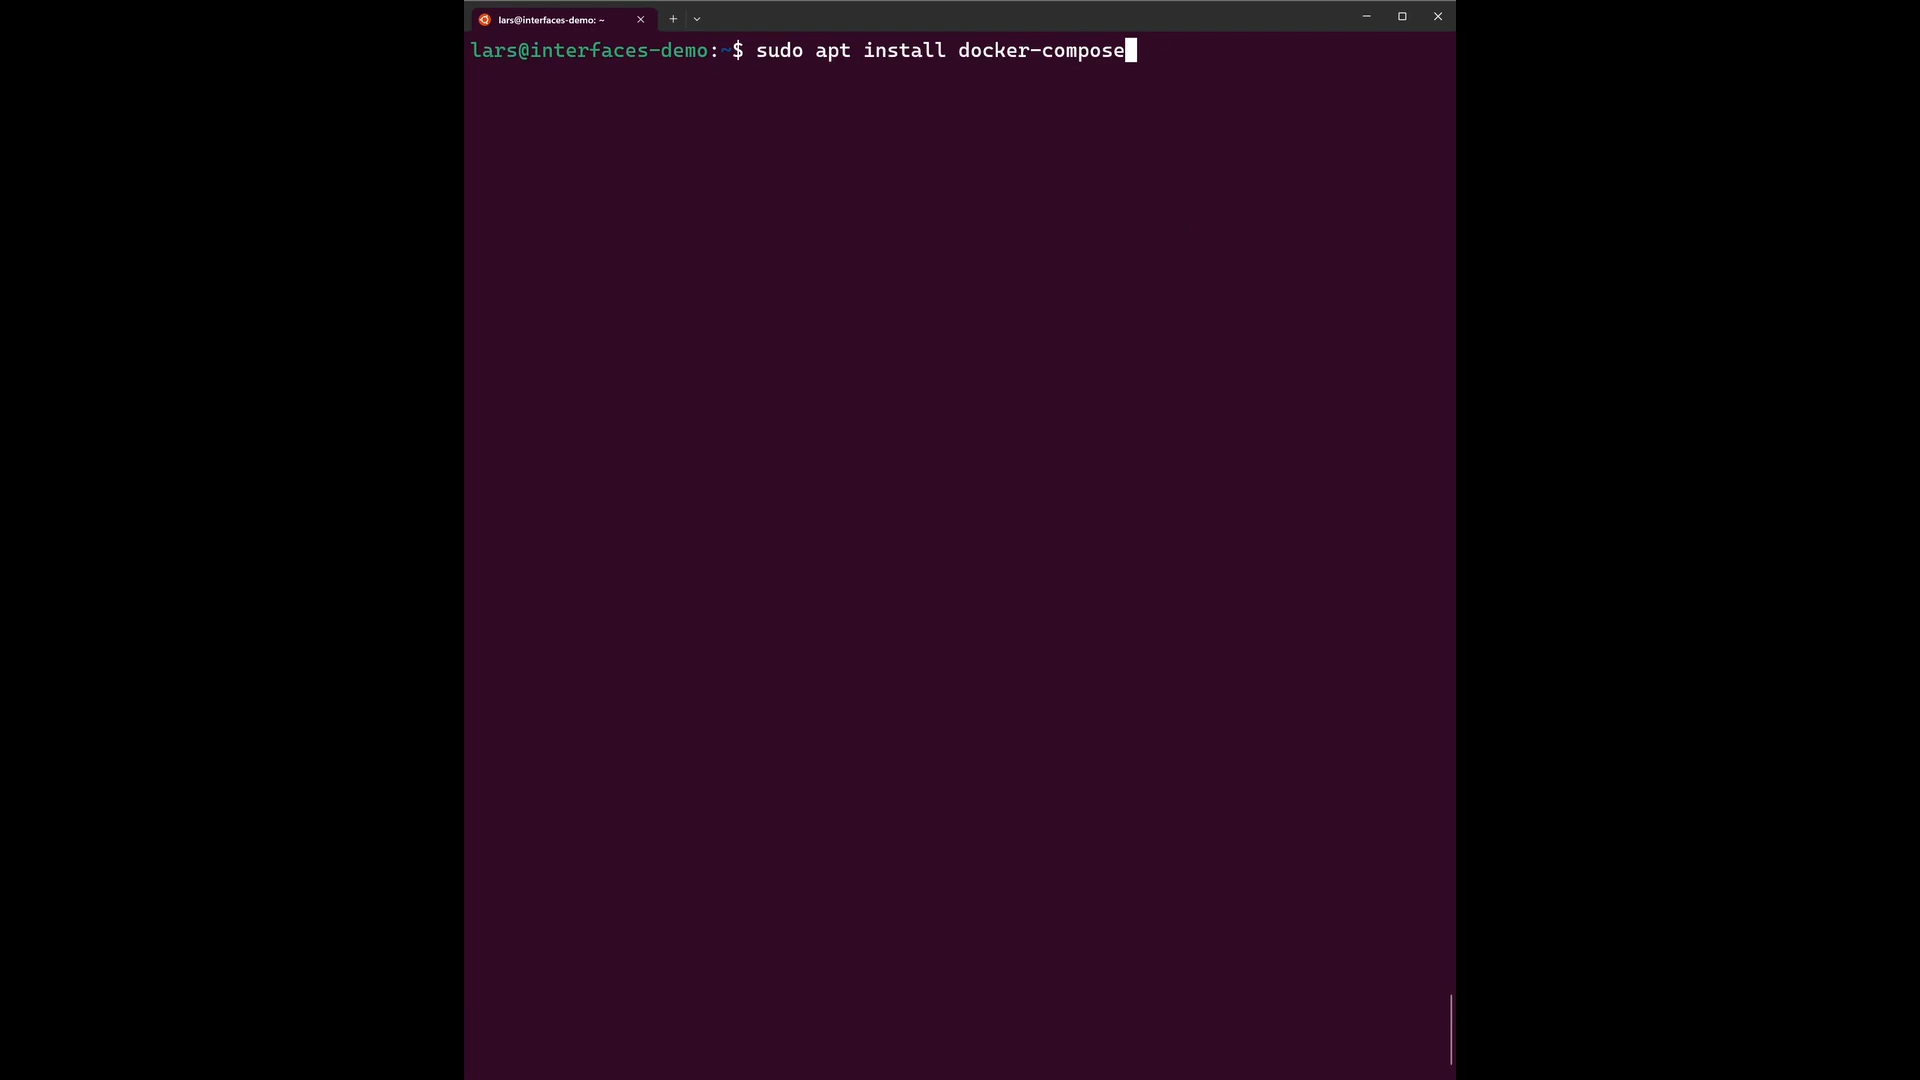 lars@interfaces-demo: ~
lars@interfaces-demo:~$ sudo apt install docker-compose